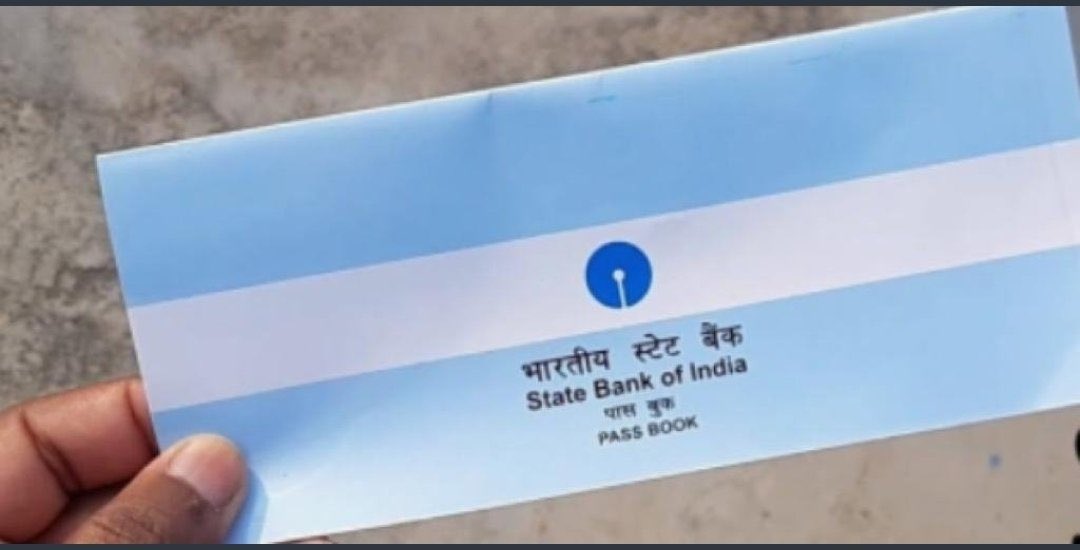 भारतीय स्टेट बैंक
State Bank of India
पास बुक
PASS BOOK